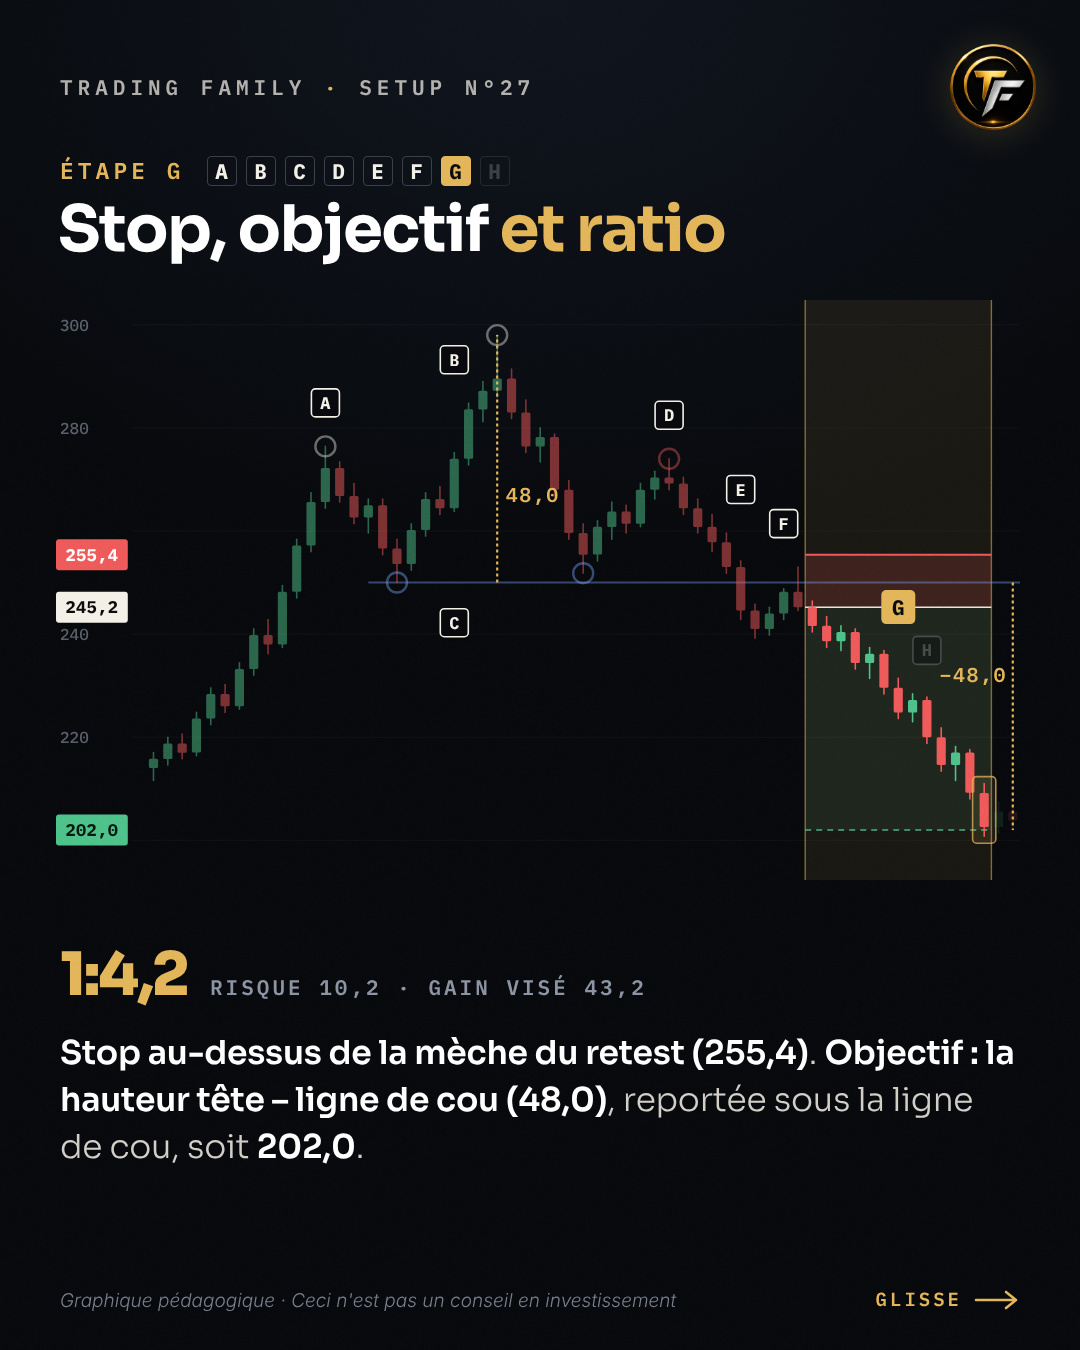 TRADING FAMILY · SETUP N°27
TF
ÉTAPE G A B C D E F G H
Stop, objectif et ratio
300
B
A
280
D
E
48,0
F
255,4
245,2
G
C
240
H
−48,0
220
202,0
1:4,2 RISQUE 10,2 · GAIN VISÉ 43,2
Stop au-dessus de la mèche du retest (255,4). Objectif : la
hauteur tête – ligne de cou (48,0), reportée sous la ligne
de cou, soit 202,0.
Graphique pédagogique · Ceci n'est pas un conseil en investissement
GLISSE →